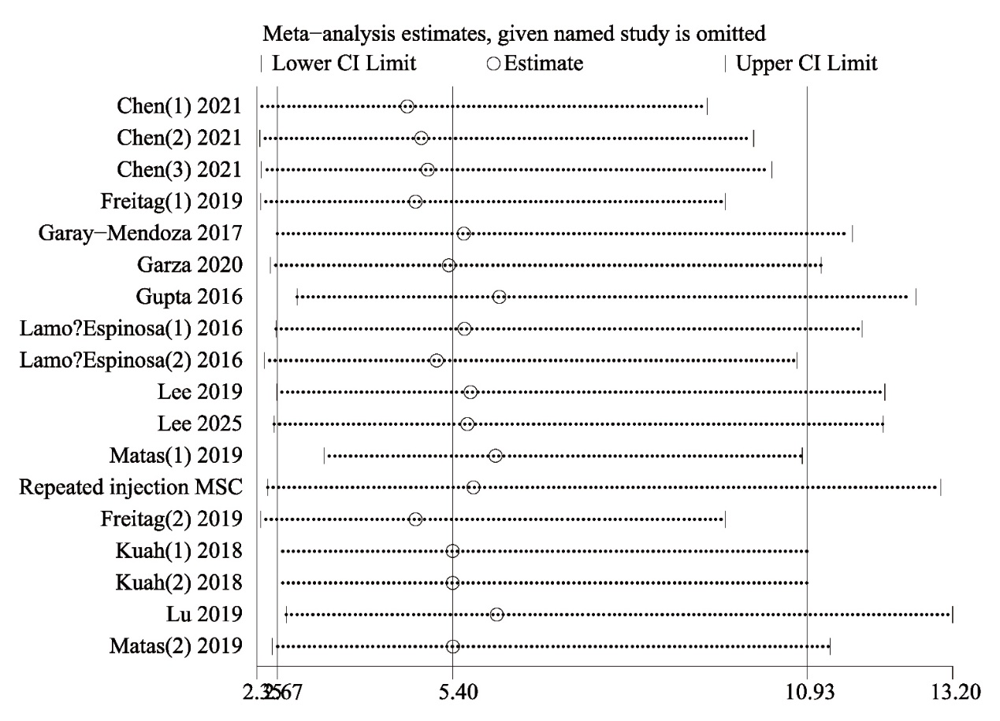 Meta−analysis estimates, given named study is omitted
| Lower CI Limit ○ Estimate | Upper CI Limit
Chen(1) 2021
Chen(2) 2021
Chen(3) 2021
Freitag(1) 2019
Garay−Mendoza 2017
Garza 2020
Gupta 2016
Lamo?Espinosa(1) 2016
Lamo?Espinosa(2) 2016
Lee 2019
Lee 2025
Matas(1) 2019
Repeated injection MSC
Freitag(2) 2019
Kuah(1) 2018
Kuah(2) 2018
Lu 2019
Matas(2) 2019
2.67 5.40 10.93 13.20